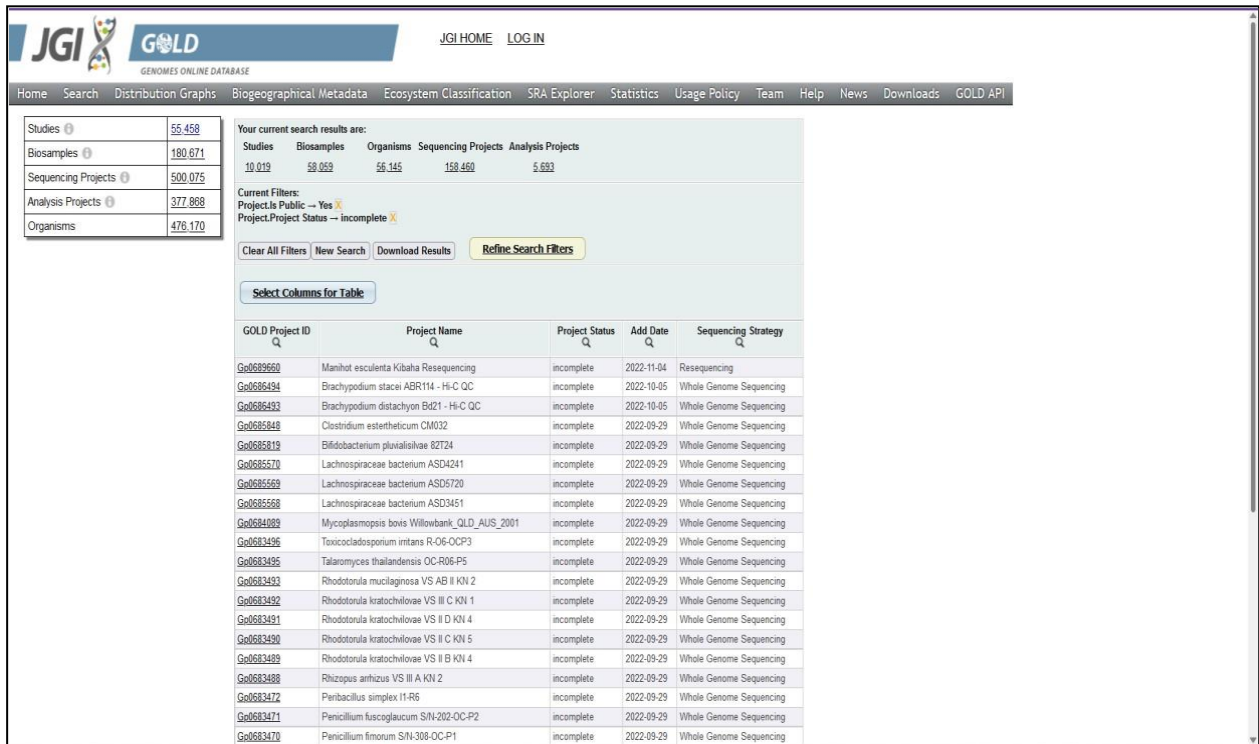 JGI
GOLD
GENOMES ONLINE DATABASE
JGI HOME LOG IN
Home Search Distribution Graphs Biogeographical Metadata Ecosystem Classification SRA Explorer Statistics Usage Policy Team Help News Downloads GOLD API
Studies 55,458
Biosamples 180,671
Sequencing Projects 500,075
Analysis Projects 377,868
Organisms 476,170
Your current search results are:
Studies Biosamples Organisms Sequencing Projects Analysis Projects
10,019 58,059 56,145 158,460 5,693
Current Filters:
Project.Is Public → Yes X
Project.Project Status → incomplete X
Clear All Filters New Search Download Results Refine Search Filters
Select Columns for Table
GOLD Project ID Project Name Project Status Add Date Sequencing Strategy
Gp0689660 Manihot esculenta Kibaha Resequencing incomplete 2022-11-04 Resequencing
Gp0686494 Brachypodium stacei ABR114 - Hi-C QC incomplete 2022-10-05 Whole Genome Sequencing
Gp0686493 Brachypodium distachyon Bd21 - Hi-C QC incomplete 2022-10-05 Whole Genome Sequencing
Gp0685848 Clostridium estertheticum CM032 incomplete 2022-09-29 Whole Genome Sequencing
Gp0685819 Bifidobacterium pluvialisilvae 82T24 incomplete 2022-09-29 Whole Genome Sequencing
Gp0685570 Lachnospiraceae bacterium ASD4241 incomplete 2022-09-29 Whole Genome Sequencing
Gp0685569 Lachnospiraceae bacterium ASD5720 incomplete 2022-09-29 Whole Genome Sequencing
Gp0685568 Lachnospiraceae bacterium ASD3451 incomplete 2022-09-29 Whole Genome Sequencing
Gp0684089 Mycoplasmopsis bovis Willowbank_QLD_AUS_2001 incomplete 2022-09-29 Whole Genome Sequencing
Gp0683496 Toxicocladosporium irritans R-O6-OCP3 incomplete 2022-09-29 Whole Genome Sequencing
Gp0683495 Talaromyces thailandensis OC-R06-P5 incomplete 2022-09-29 Whole Genome Sequencing
Gp0683493 Rhodotorula mucilaginosa VS AB II KN 2 incomplete 2022-09-29 Whole Genome Sequencing
Gp0683492 Rhodotorula kratochvilovae VS III C KN 1 incomplete 2022-09-29 Whole Genome Sequencing
Gp0683491 Rhodotorula kratochvilovae VS II D KN 4 incomplete 2022-09-29 Whole Genome Sequencing
Gp0683490 Rhodotorula kratochvilovae VS II C KN 5 incomplete 2022-09-29 Whole Genome Sequencing
Gp0683489 Rhodotorula kratochvilovae VS II B KN 4 incomplete 2022-09-29 Whole Genome Sequencing
Gp0683488 Rhizopus arrhizus VS III A KN 2 incomplete 2022-09-29 Whole Genome Sequencing
Gp0683472 Peribacillus simplex I1-R6 incomplete 2022-09-29 Whole Genome Sequencing
Gp0683471 Penicillium fuscoglaucum S/N-202-OC-P2 incomplete 2022-09-29 Whole Genome Sequencing
Gp0683470 Penicillium fimorum S/N-308-OC-P1 incomplete 2022-09-29 Whole Genome Sequencing